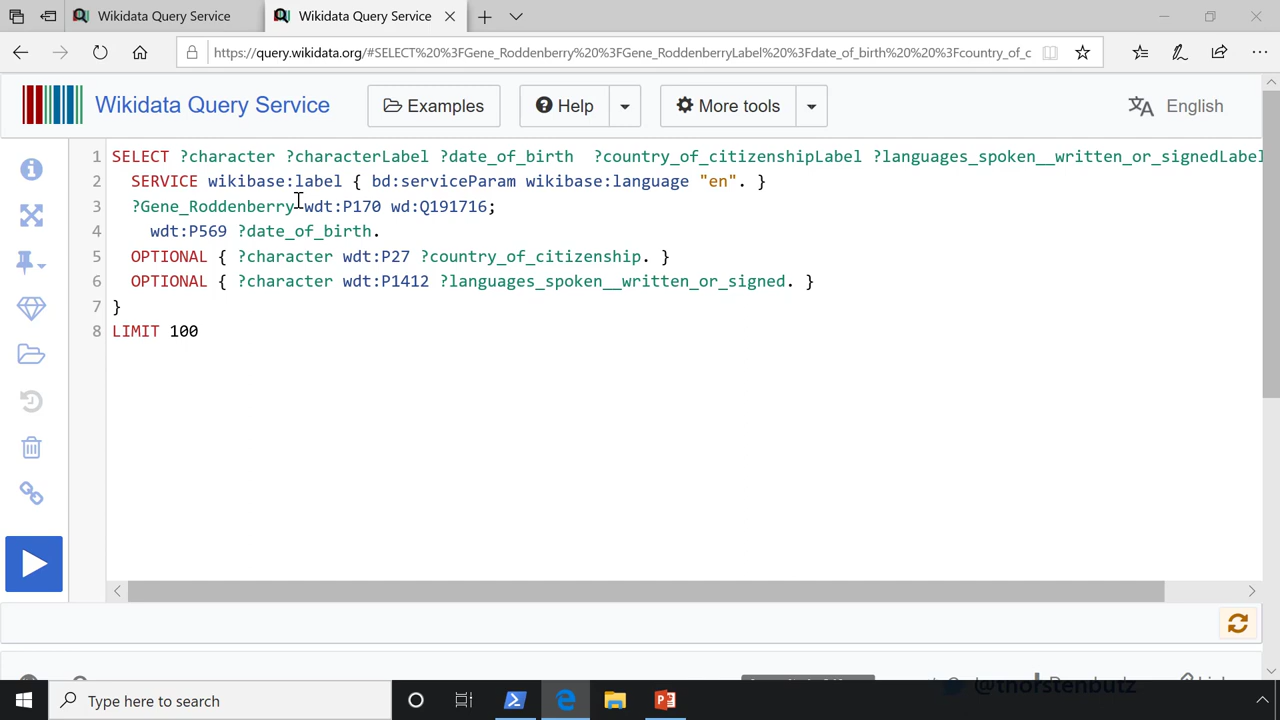 Wikidata Query Service
Wikidata Query Service
https://query.wikidata.org/#SELECT%20%3FGene_Roddenberry%20%3FGene_RoddenberryLabel%20%3Fdate_of_birth%20%20%3Fcountry_of_c
Wikidata Query Service
Examples
Help
More tools
English
1 SELECT ?character ?characterLabel ?date_of_birth  ?country_of_citizenshipLabel ?languages_spoken__written_or_signedLabel
2 SERVICE wikibase:label { bd:serviceParam wikibase:language "en". }
3 ?Gene_Roddenberry wdt:P170 wd:Q191716;
4 wdt:P569 ?date_of_birth.
5 OPTIONAL { ?character wdt:P27 ?country_of_citizenship. }
6 OPTIONAL { ?character wdt:P1412 ?languages_spoken__written_or_signed. }
7 }
8 LIMIT 100
@thorstenbutz
Type here to search